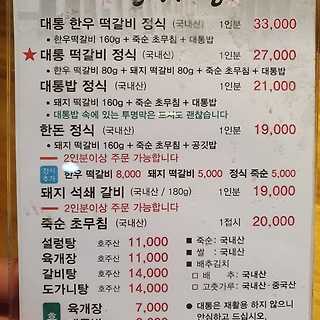 대통 한우 떡갈비 정식 (국내산) 1인분 33,000
• 한우떡갈비 160g + 죽순 초무침 + 대통밥
★ 대통 떡갈비 정식 (국내산) 1인분 27,000
• 한우 떡갈비 80g + 돼지 떡갈비 80g + 죽순 초무침 + 대통밥
대통밥 정식 (국내산) 1인분 21,000
• 돼지 떡갈비 160g + 죽순 초무침 + 대통밥
• 대통밥 속에 있는 투명막은 드셔도 괜찮습니다
한돈 정식 (국내산) 1인분 19,000
• 돼지 떡갈비 160g + 죽순 초무침 + 공깃밥
2인분이상 주문 가능합니다
정식 추가 한우 떡갈비 8,000 돼지 떡갈비 5,000 정식 죽순 5,000
돼지 석쇄 갈비 (국내산 / 180g) 1인분 19,000
2인분이상 주문 가능합니다
죽순 초무침 (국내산) 1접시 20,000
설렁탕 호주산 11,000
육개장 호주산 11,000
갈비탕 호주산 14,000
도가니탕 호주산 14,000
■ 죽순: 국내산
■ 쌀 : 국내산
■ 배추김치
□ 배 추: 국내산
□ 고춧가루: 국내산·중국산
육개장 7,000
● 대통은 재활용 하지 않으니
안심하고 드십시오